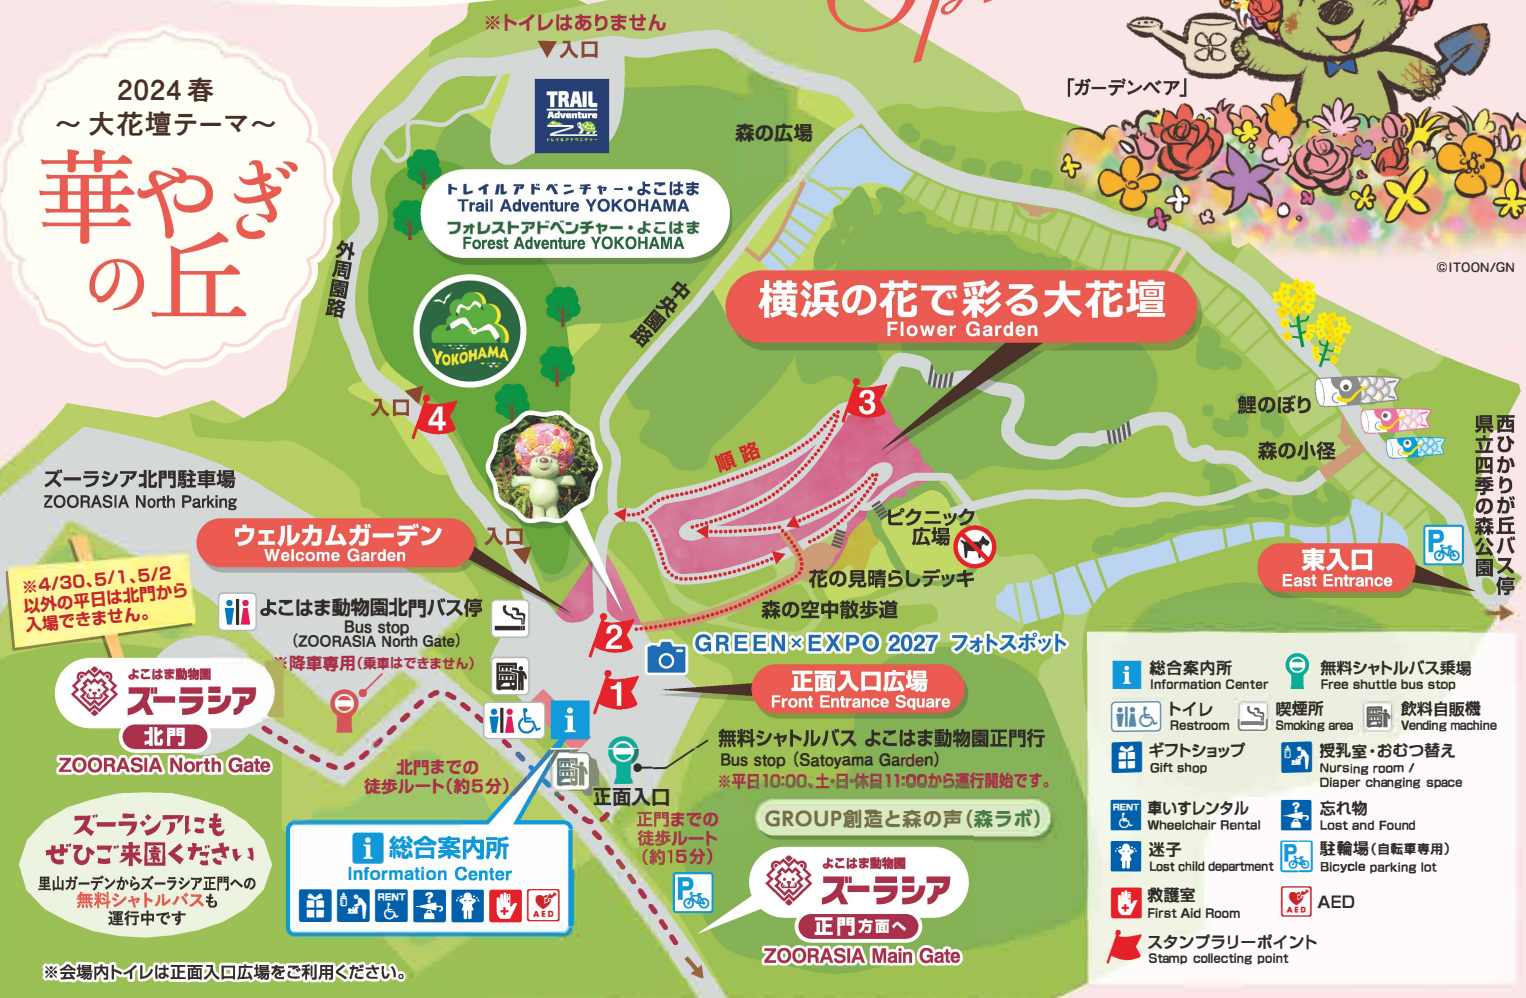 ※トイレはありません
▼入口
Sp
2024 春
～ 大花壇テーマ～
華やぎ
の丘
TRAIL
Adventure
トレイルアドベンチャー
トレイルアドベンチャー・よこはま
Trail Adventure YOKOHAMA
フォレストアドベンチャー・よこはま
Forest Adventure YOKOHAMA
YOKOHAMA
外周園路
中央園路
森の広場
「ガーデンベア」
©ITOON/GN
横浜の花で彩る大花壇
Flower Garden
入口
4
3
順路
鯉のぼり
森の小径
西ひかりが丘バス停
県立四季の森公園
ズーラシア北門駐車場
ZOORASIA North Parking
ウェルカムガーデン
Welcome Garden
入口
ピクニック
広場
花の見晴らしデッキ
森の空中散歩道
P
東入口
East Entrance
※4/30、5/1、5/2
以外の平日は北門から
入場できません。
よこはま動物園北門バス停
Bus stop
(ZOORASIA North Gate)
※降車専用(乗車はできません)
2
GREEN×EXPO 2027 フォトスポット
1
正面入口広場
Front Entrance Square
よこはま動物園
ズーラシア
北門
ZOORASIA North Gate
i
無料シャトルバス よこはま動物園正門行
Bus stop (Satoyama Garden)
※平日10:00、土・日・休日11:00から運行開始です。
北門までの
徒歩ルート(約5分)
正面入口
正門までの
徒歩ルート
(約15分)
GROUP創造と森の声(森ラボ)
P
ズーラシアにも
ぜひご来園ください
里山ガーデンからズーラシア正門への
無料シャトルバスも
運行中です
i 総合案内所
Information Center
RENT
AED
よこはま動物園
ズーラシア
正門方面へ
ZOORASIA Main Gate
※会場内トイレは正面入口広場をご利用ください。
i 総合案内所
Information Center
無料シャトルバス乗場
Free shuttle bus stop
トイレ
Restroom
喫煙所
Smoking area
飲料自販機
Vending machine
ギフトショップ
Gift shop
授乳室・おむつ替え
Nursing room /
Diaper changing space
RENT 車いすレンタル
Wheelchair Rental
忘れ物
Lost and Found
迷子
Lost child department
P 駐輪場(自転車専用)
Bicycle parking lot
救護室
First Aid Room
AED AED
スタンプラリーポイント
Stamp collecting point